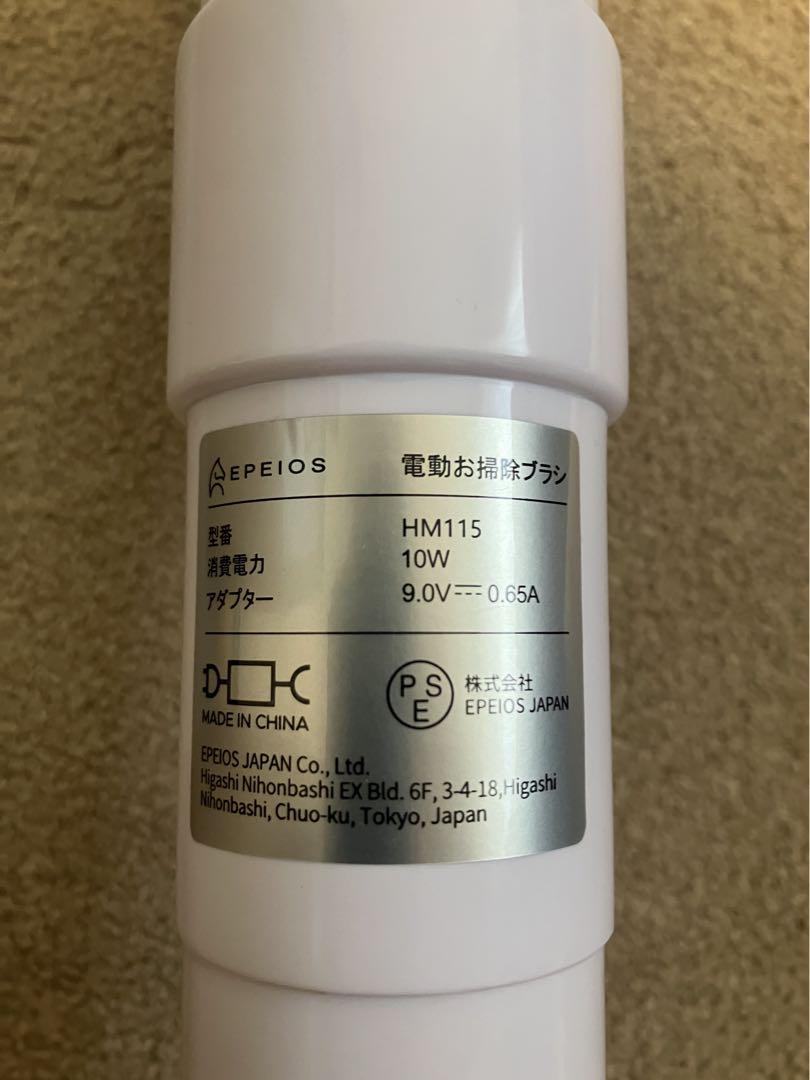 EPEIOS 電動お掃除ブラシ
型番 HM115
消費電力 10W
アダプター 9.0V⎓0.65A
MADE IN CHINA
PSE 株式会社
EPEIOS JAPAN
EPEIOS JAPAN Co., Ltd.
Higashi Nihonbashi EX Bld. 6F, 3-4-18,Higashi
Nihonbashi, Chuo-ku, Tokyo, Japan